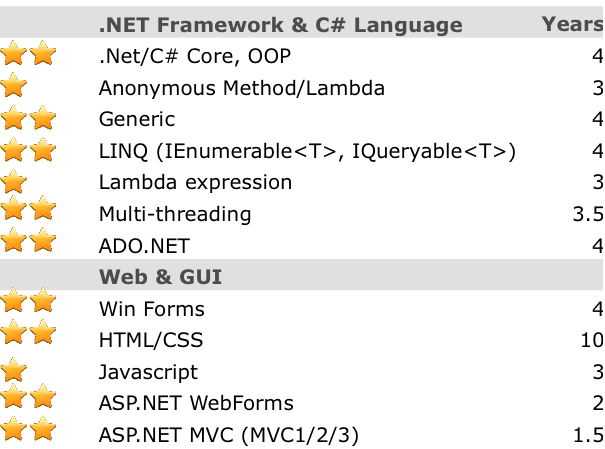 .NET Framework & C# Language Years
.Net/C# Core, OOP 4
Anonymous Method/Lambda 3
Generic 4
LINQ (IEnumerable<T>, IQueryable<T>) 4
Lambda expression 3
Multi-threading 3.5
ADO.NET 4
Web & GUI
Win Forms 4
HTML/CSS 10
Javascript 3
ASP.NET WebForms 2
ASP.NET MVC (MVC1/2/3) 1.5